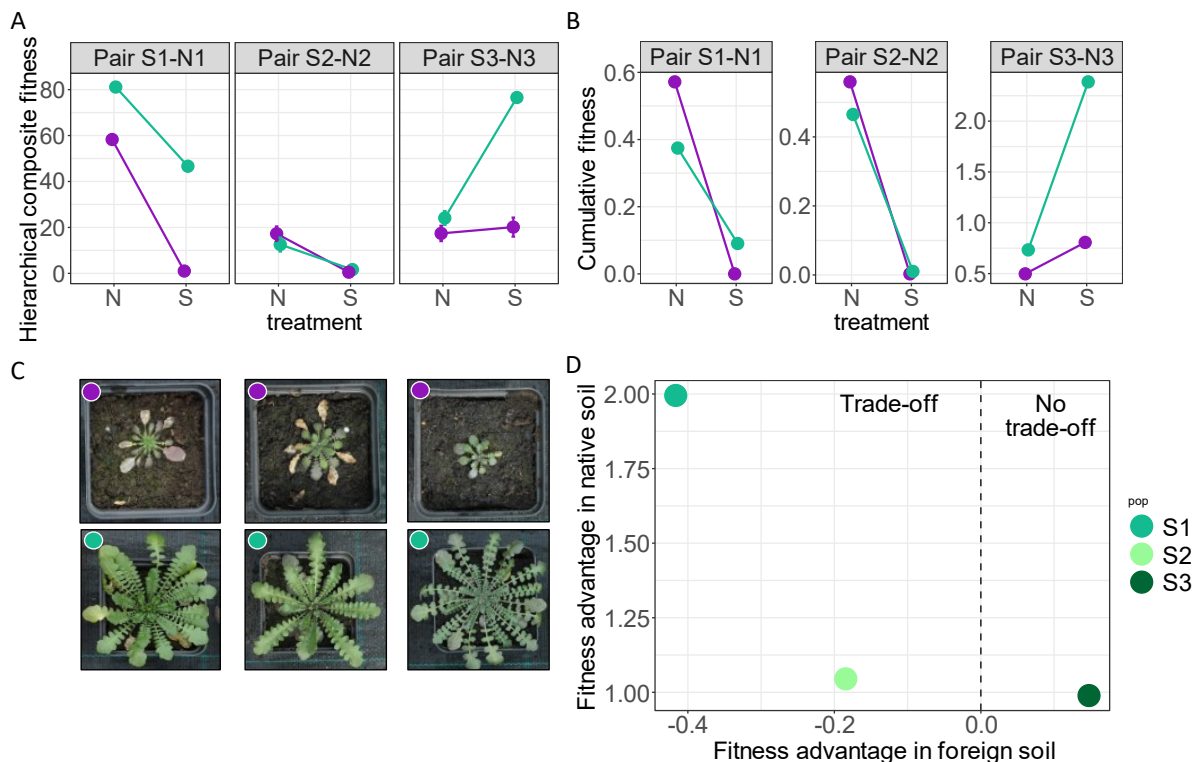 A
B
Pair S1-N1
Pair S2-N2
Pair S3-N3
Pair S1-N1
Pair S2-N2
Pair S3-N3
Hierarchical composite fitness
80
60
40
20
0
N
S
N
S
N
S
treatment
Cumulative fitness
0.6
0.4
0.2
0.0
0.4
0.2
0.0
2.0
1.5
1.0
0.5
N
S
N
S
N
S
treatment
C
D
Fitness advantage in native soil
2.00
1.75
1.50
1.25
1.00
Trade-off
No
trade-off
-0.4
-0.2
0.0
Fitness advantage in foreign soil
pop
S1
S2
S3